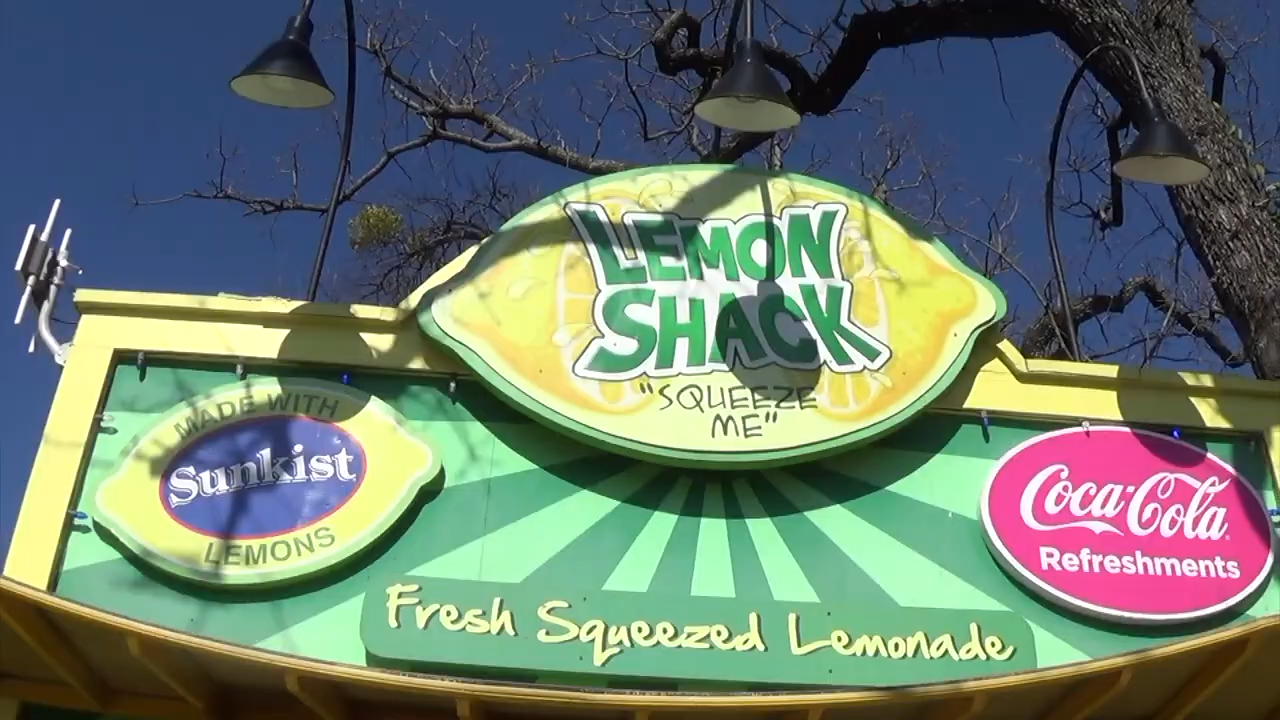 LEMON
SHACK
"SQUEEZE
ME"
MADE WITH
Sunkist
LEMONS
Coca-Cola
Refreshments
Fresh Squeezed Lemonade